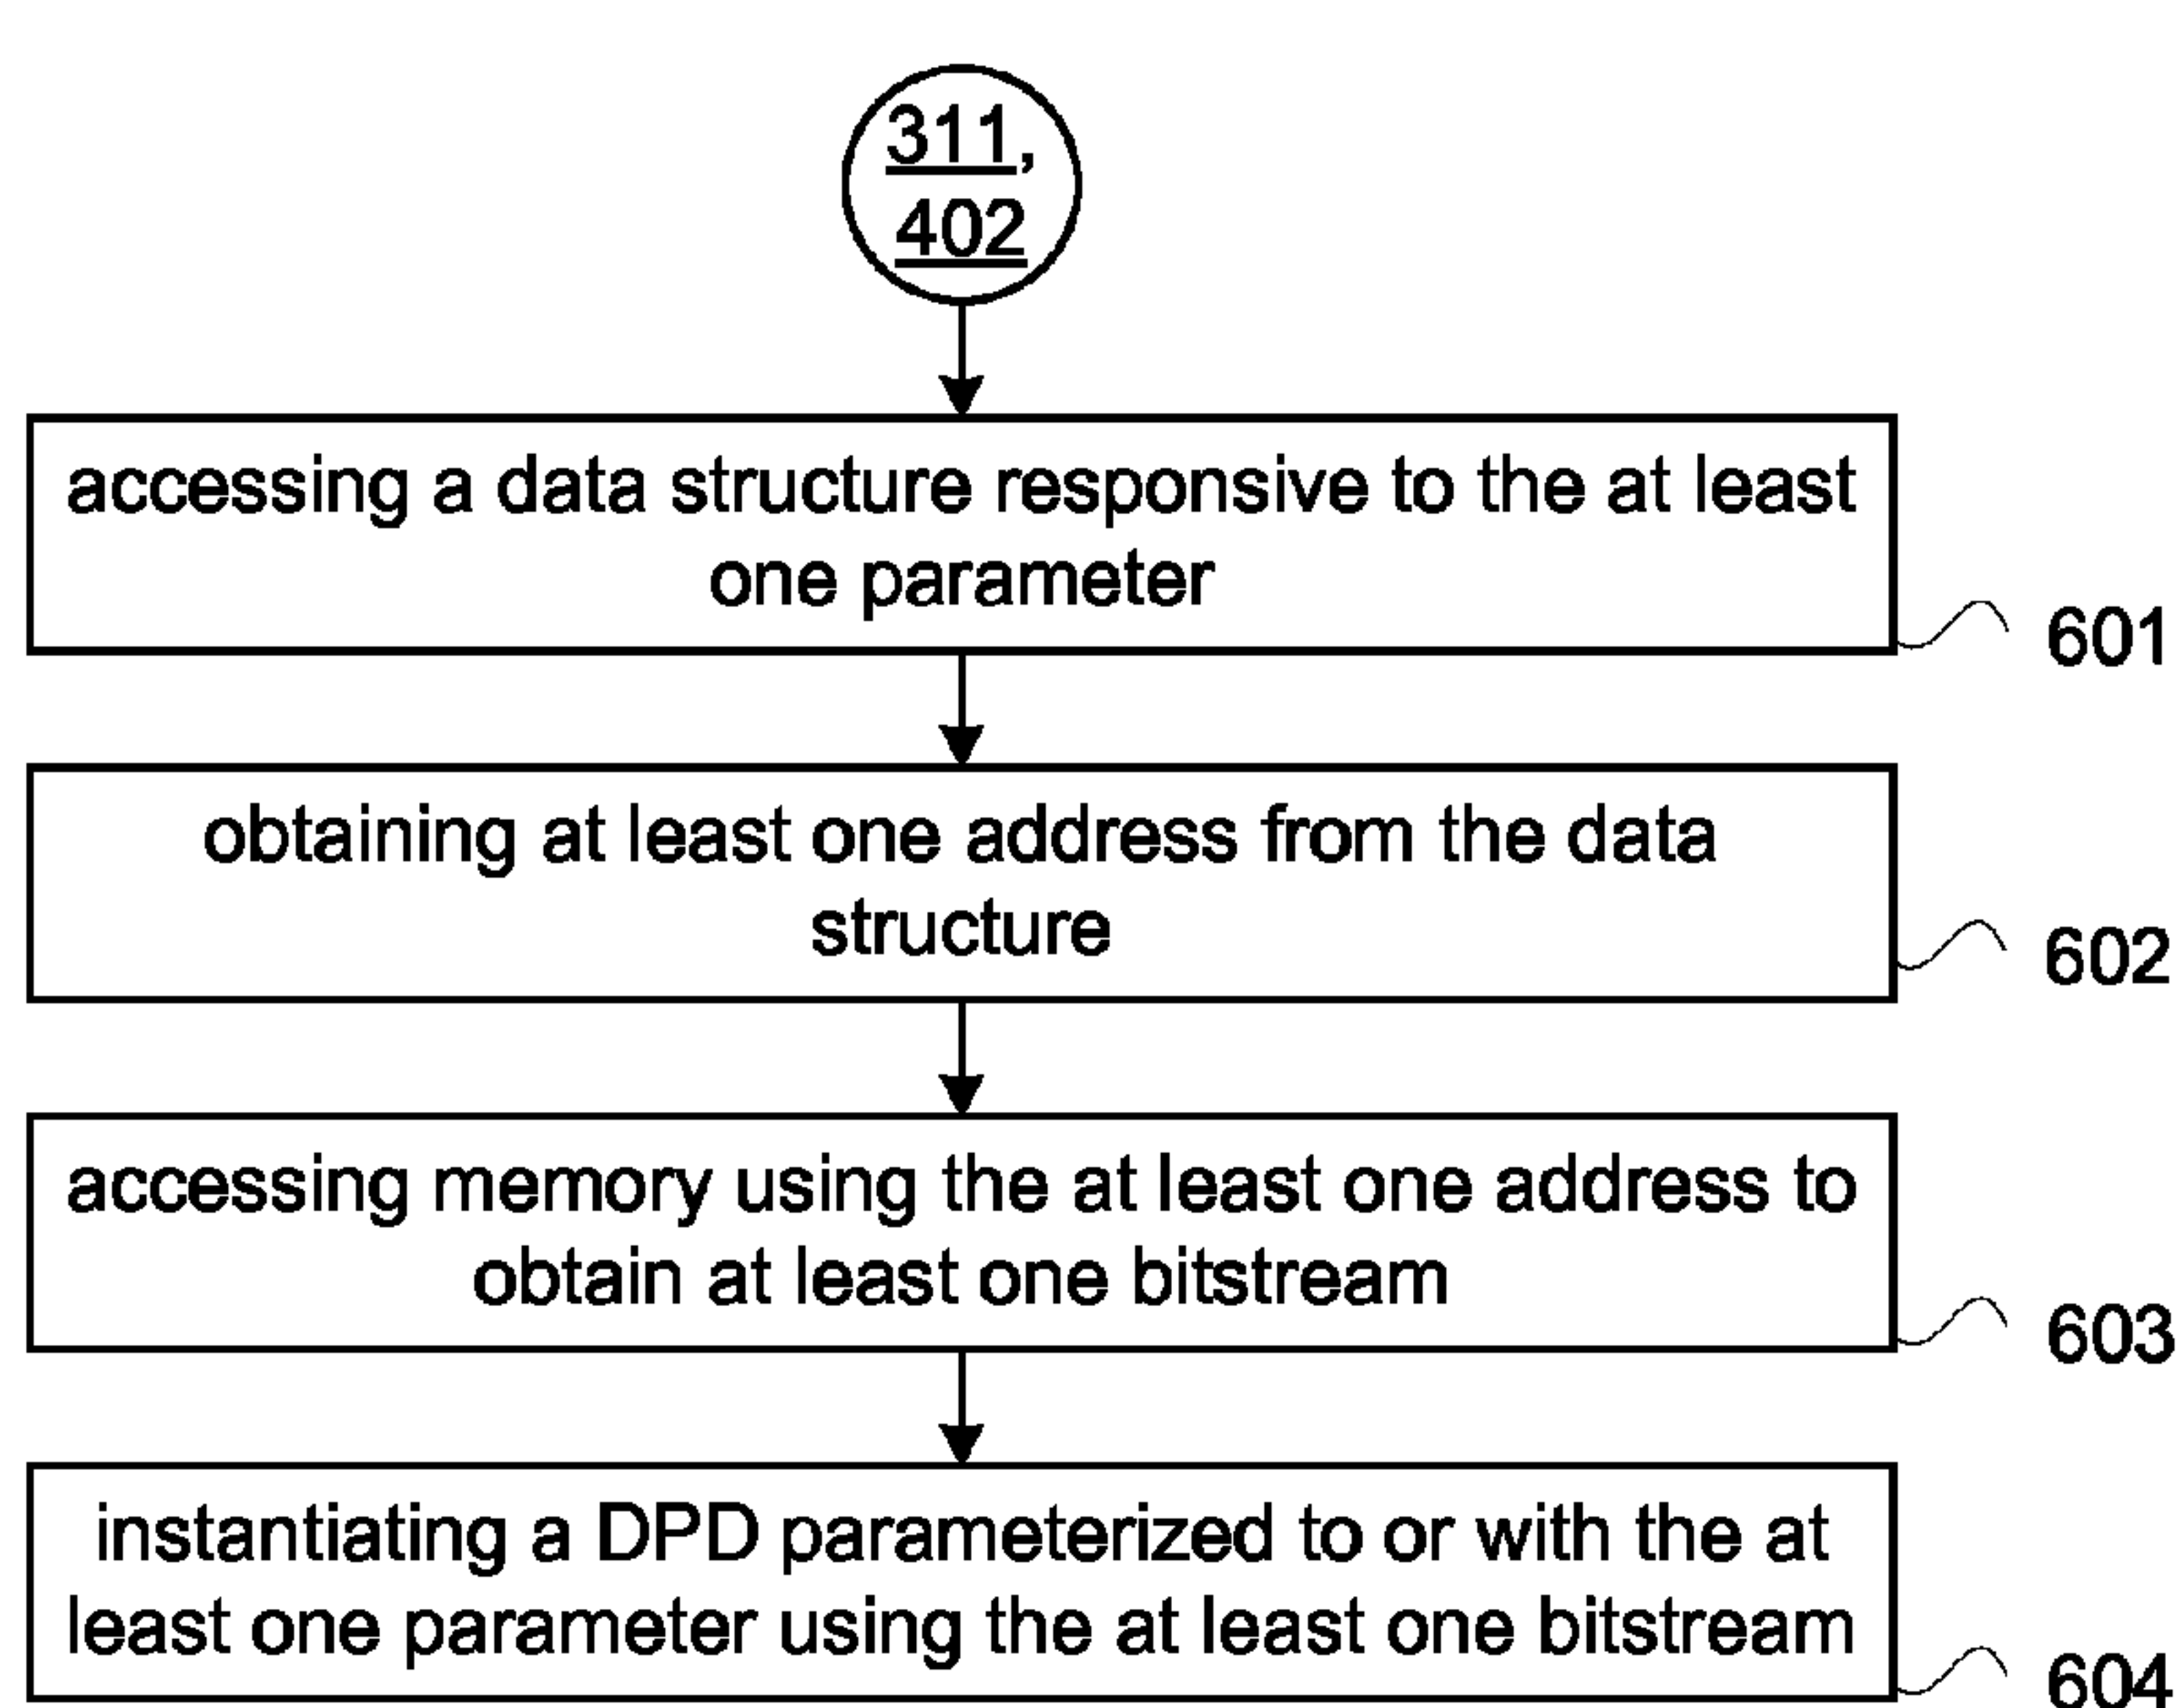 311,
402
accessing a data structure responsive to the at least
one parameter
601
obtaining at least one address from the data
structure
602
accessing memory using the at least one address to
obtain at least one bitstream
603
instantiating a DPD parameterized to or with the at
least one parameter using the at least one bitstream
604